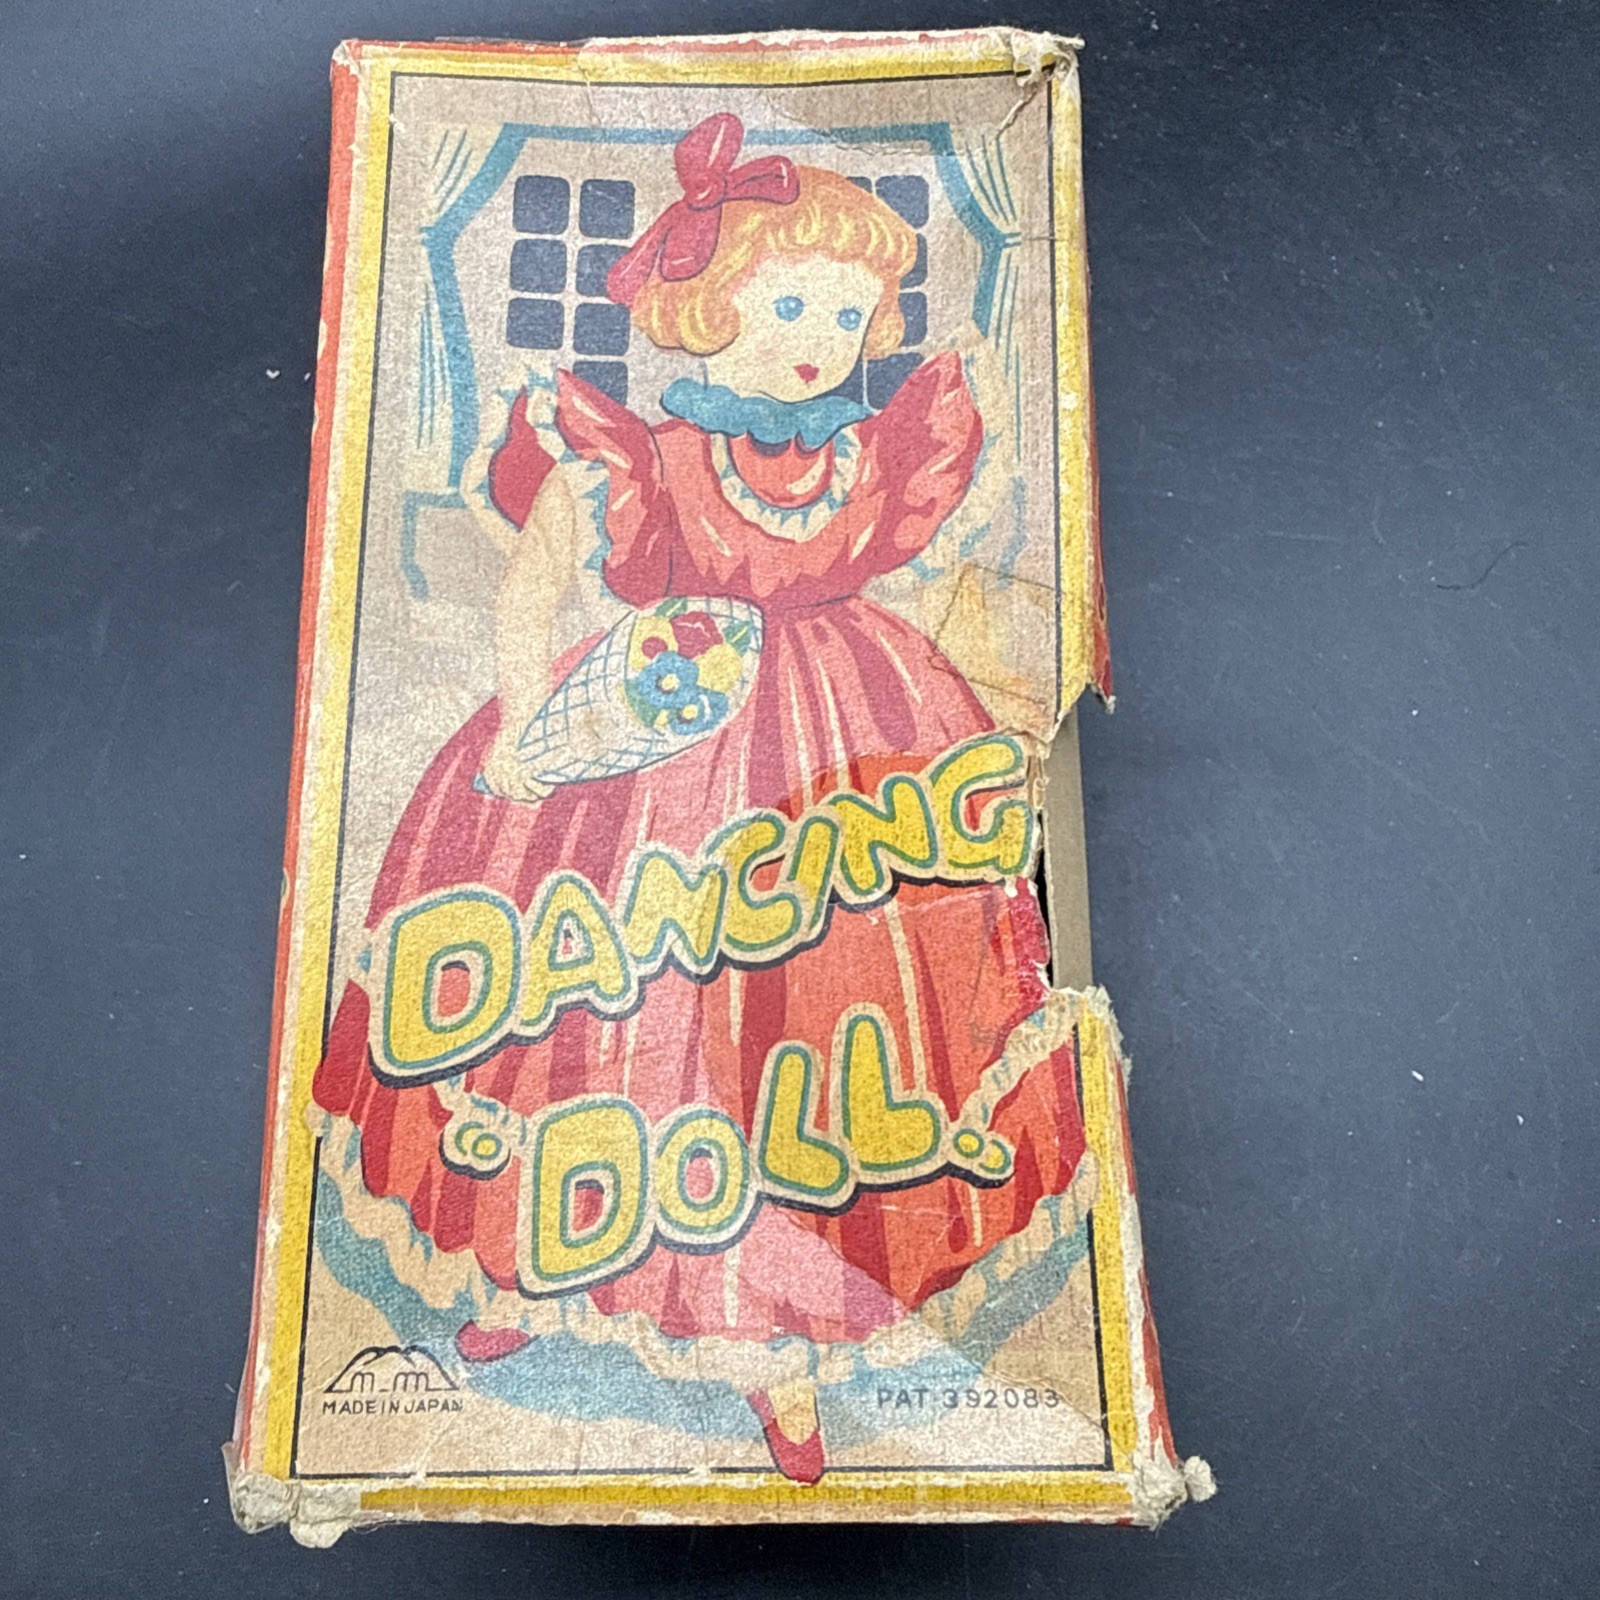 DANCING
DOLL
MADE IN JAPAN
PAT 392083